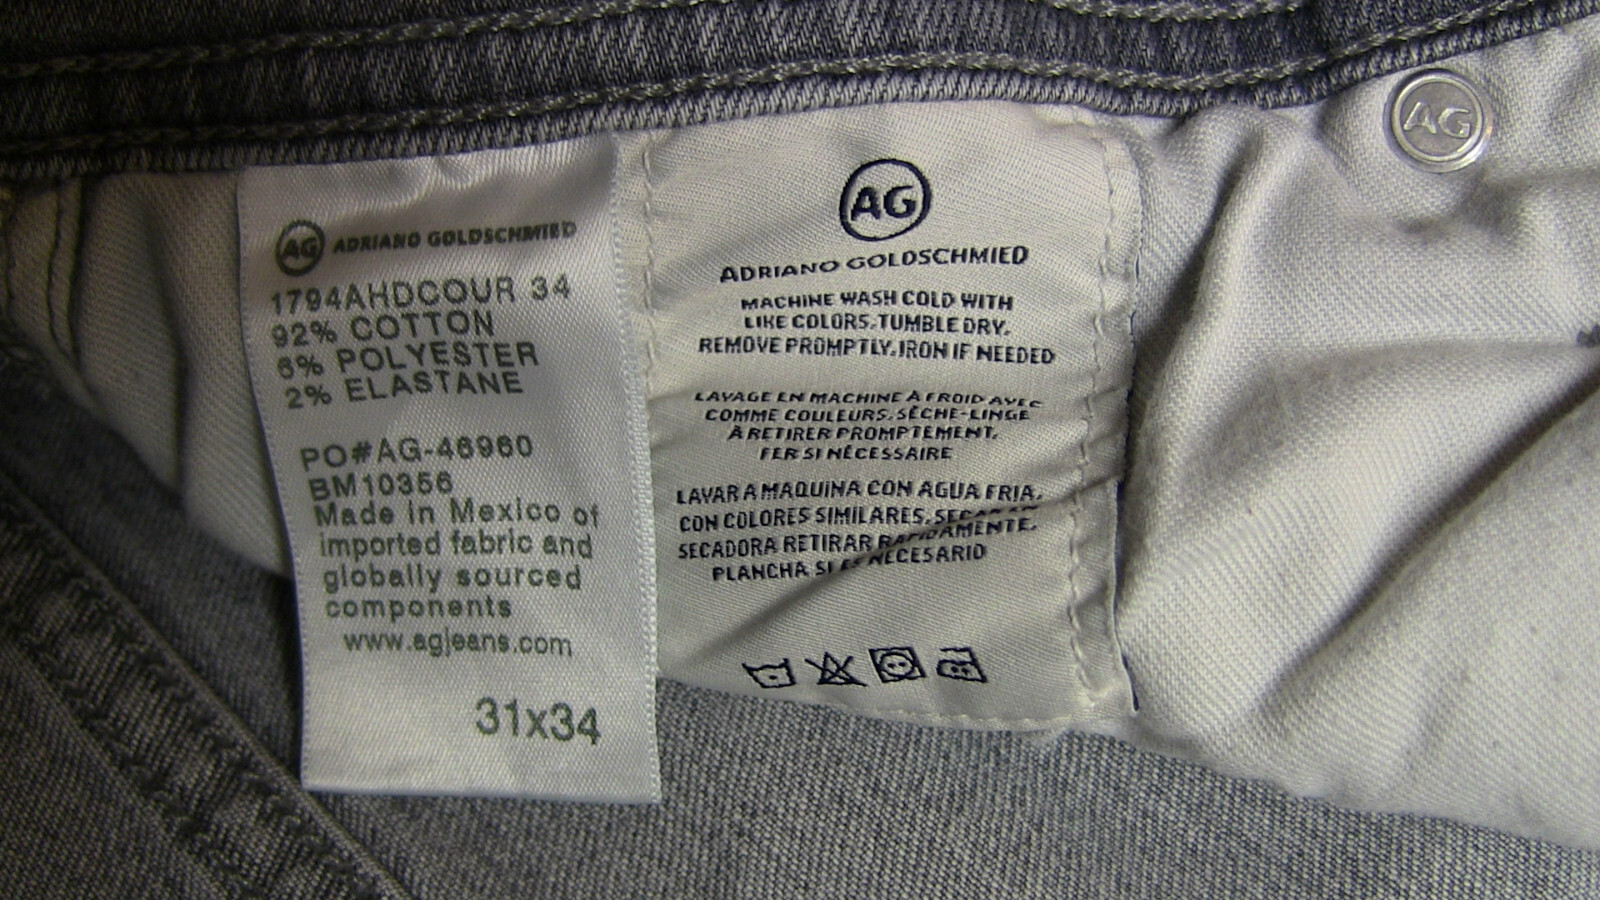 AG ADRIANO GOLDSCHMIED
1794AHDCOUR 34
92% COTTON
6% POLYESTER
2% ELASTANE
PO#AG-46960
BM10356
Made in Mexico of
imported fabric and
globally sourced
components
www.agjeans.com
31x34
AG
ADRIANO GOLDSCHMIED
MACHINE WASH COLD WITH
LIKE COLORS, TUMBLE DRY,
REMOVE PROMPTLY, IRON IF NEEDED
LAVAGE EN MACHINE À FROID AVEC
COMME COULEURS, SÈCHE-LINGE
À RETIRER PROMPTEMENT,
FER SI NÉCESSAIRE
LAVAR A MAQUINA CON AGUA FRIA,
CON COLORES SIMILARES, SECAR EN
SECADORA RETIRAR RAPIDAMENTE,
PLANCHA SI ES NECESARIO
AG